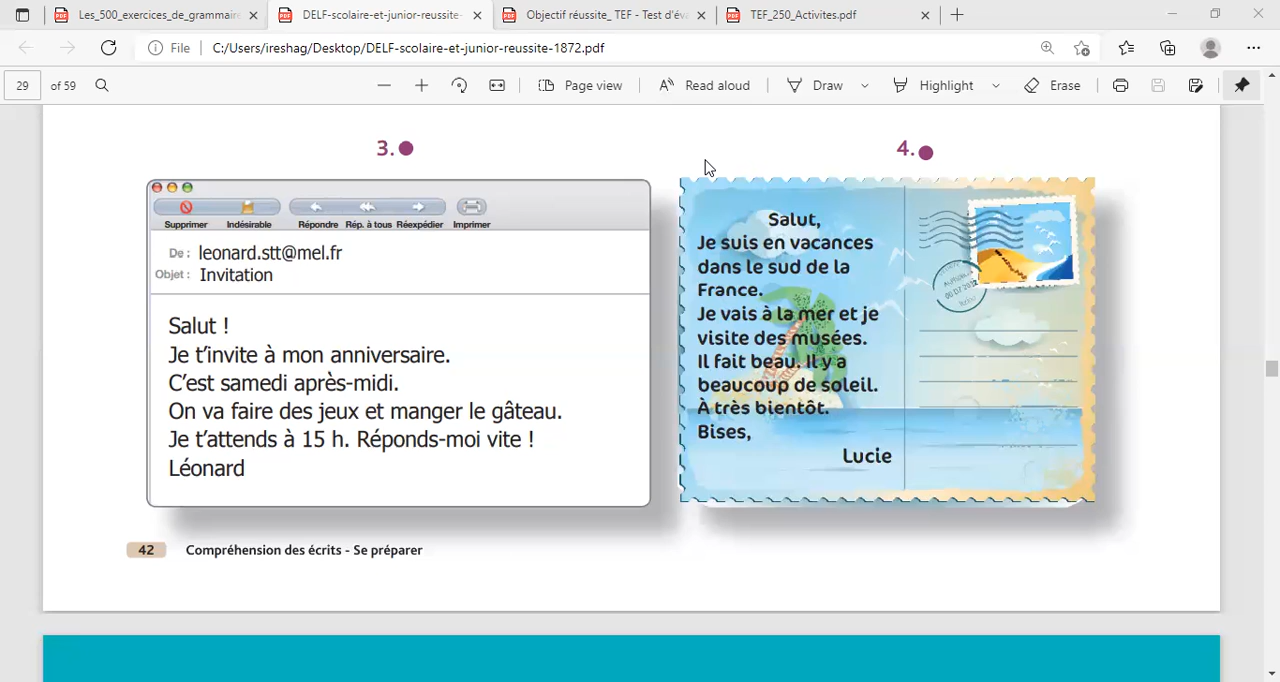 Les_500_exercices_de_grammaire
DELF-scolaire-et-junior-reussite-
Objectif réussite_ TEF - Test d'éva
TEF_250_Activites.pdf
File
C:/Users/ireshag/Desktop/DELF-scolaire-et-junior-reussite-1872.pdf
29
of 59
Page view
Read aloud
Draw
Highlight
Erase
3.
4.
Supprimer
Indésirable
Répondre
Rép. à tous
Réexpédier
Imprimer
De : leonard.stt@mel.fr
Objet : Invitation
Salut !
Je t'invite à mon anniversaire.
C'est samedi après-midi.
On va faire des jeux et manger le gâteau.
Je t'attends à 15 h. Réponds-moi vite !
Léonard
Salut,
Je suis en vacances
dans le sud de la
France.
Je vais à la mer et je
visite des musées.
Il fait beau. Il y a
beaucoup de soleil.
À très bientôt.
Bises,
Lucie
42
Compréhension des écrits - Se préparer